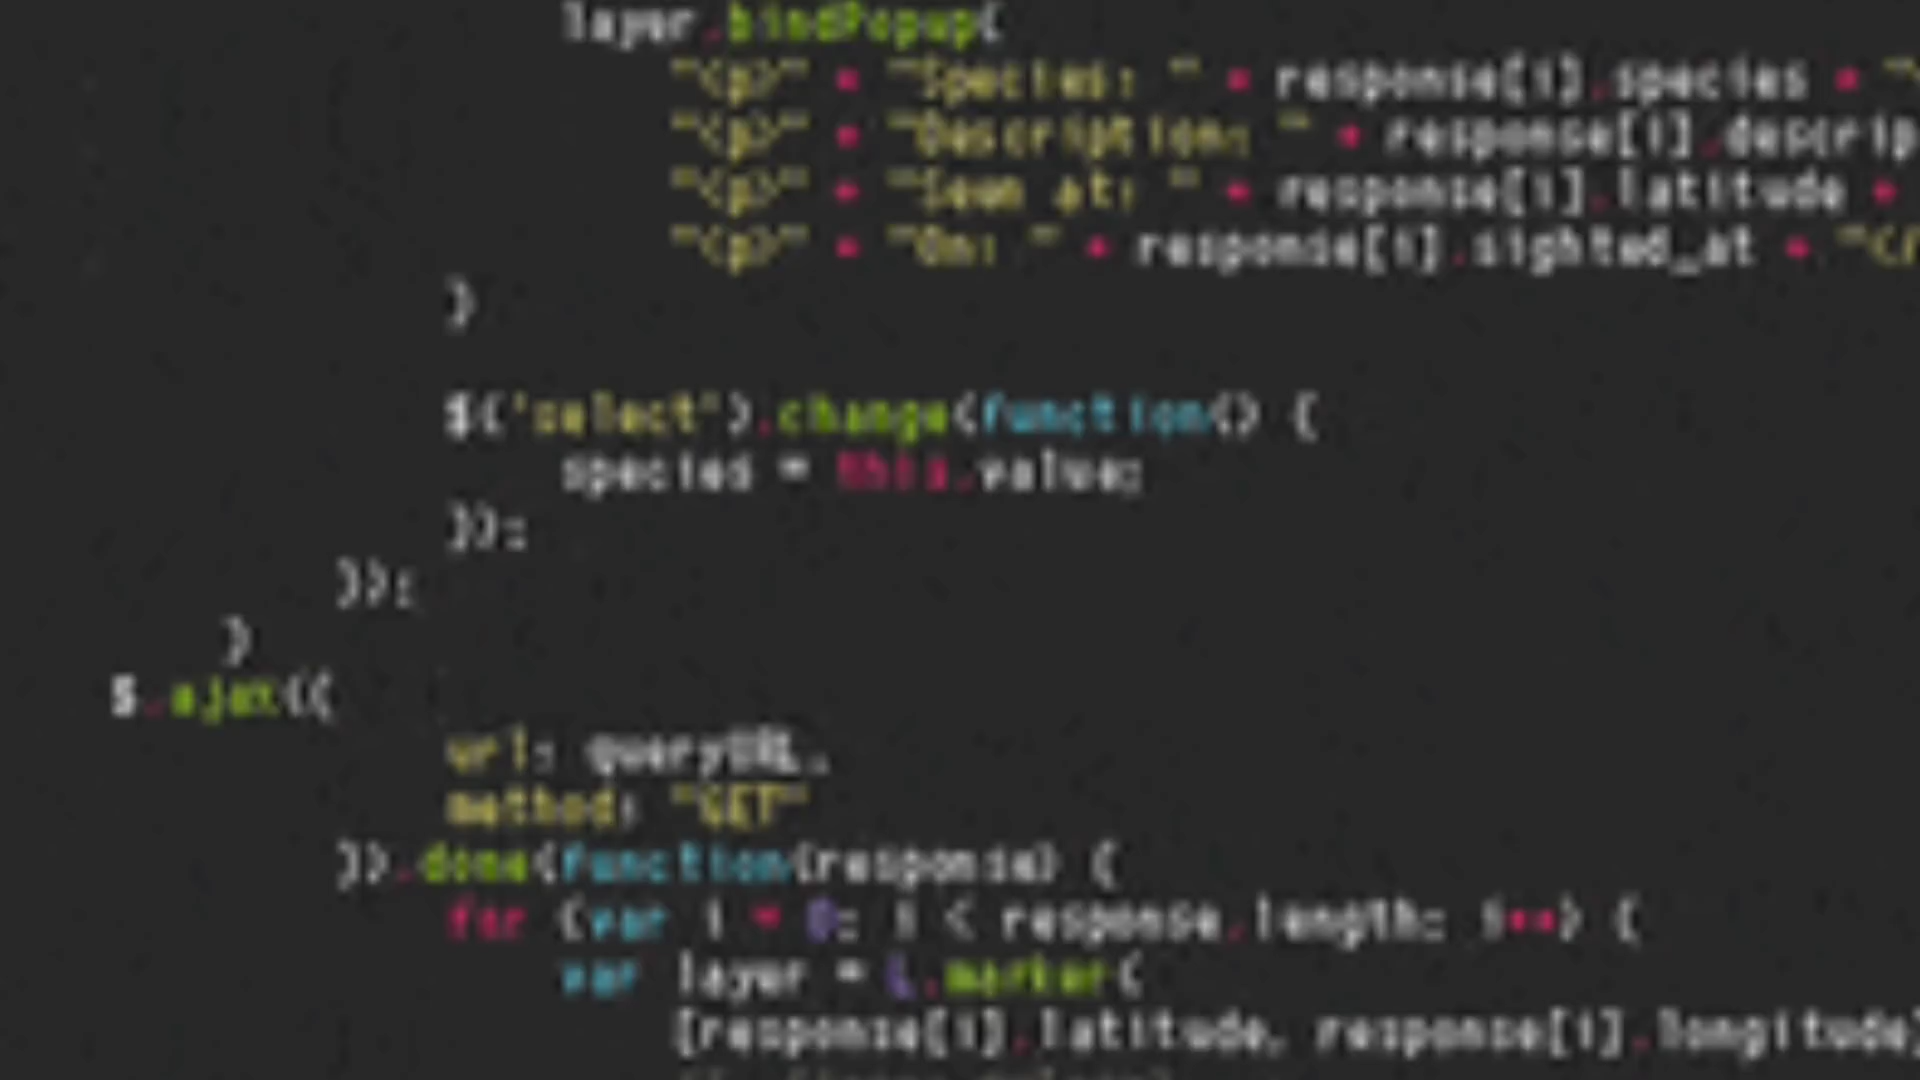 layer.bindPopup(
"<p>" + "Species: " + response[i].species + "
"<p>" + "Description: " + response[i].descrip
"<p>" + "Seen at: " + response[i].latitude +
"<p>" + "On: " + response[i].sighted_at + "</
}
$('select').change(function() {
species = this.value;
});
});
}
$.ajax({
url: queryURL,
method: "GET"
}).done(function(response) {
for (var i = 0; i < response.length; i++) {
var layer = L.marker(
[response[i].latitude, response[i].longitude]